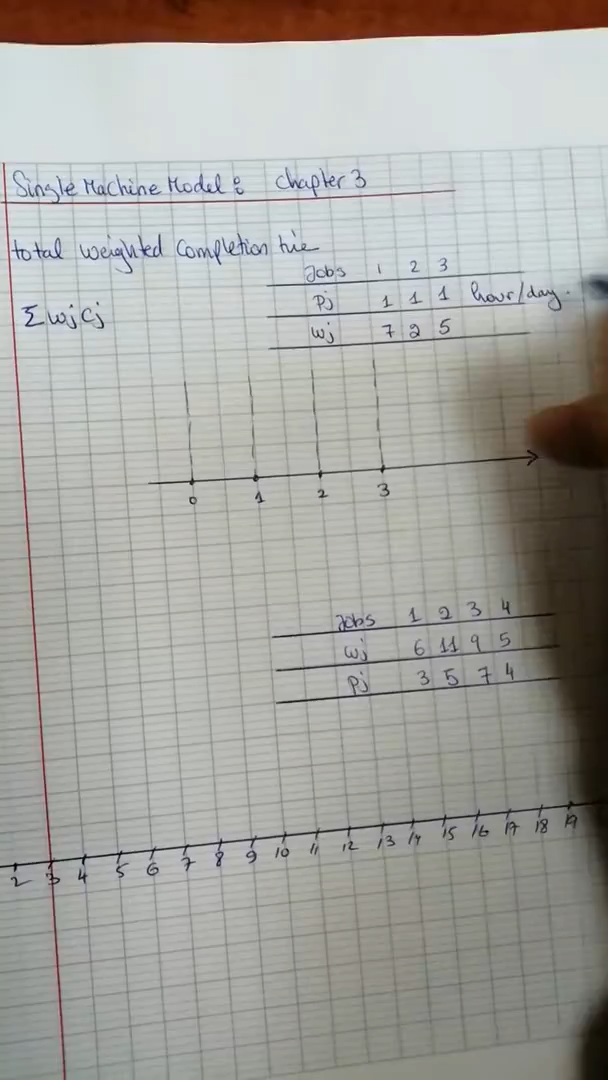 Single Machine Model: chapter 3
total weighted completion tie
Σ wjCj
Jobs 1 2 3
Pj 1 1 1 hour/day.
wj 7 2 5
0 1 2 3
Jobs 1 2 3 4
wj 6 11 9 5
Pj 3 5 7 4
2 3 4 5 6 7 8 9 10 11 12 13 14 15 16 17 18 19